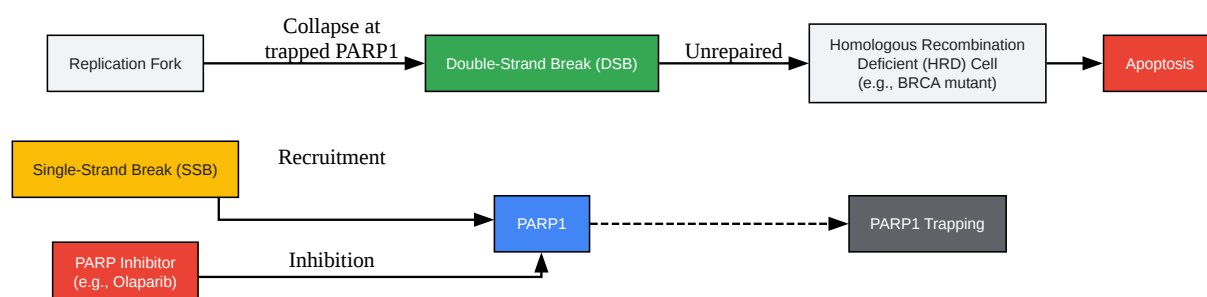 Collapse at
trapped PARP1
Replication Fork
Double-Strand Break (DSB)
Unrepaired
Homologous Recombination
Deficient (HRD) Cell
(e.g., BRCA mutant)
Apoptosis
Single-Strand Break (SSB)
Recruitment
PARP1
PARP1 Trapping
PARP Inhibitor
(e.g., Olaparib)
Inhibition